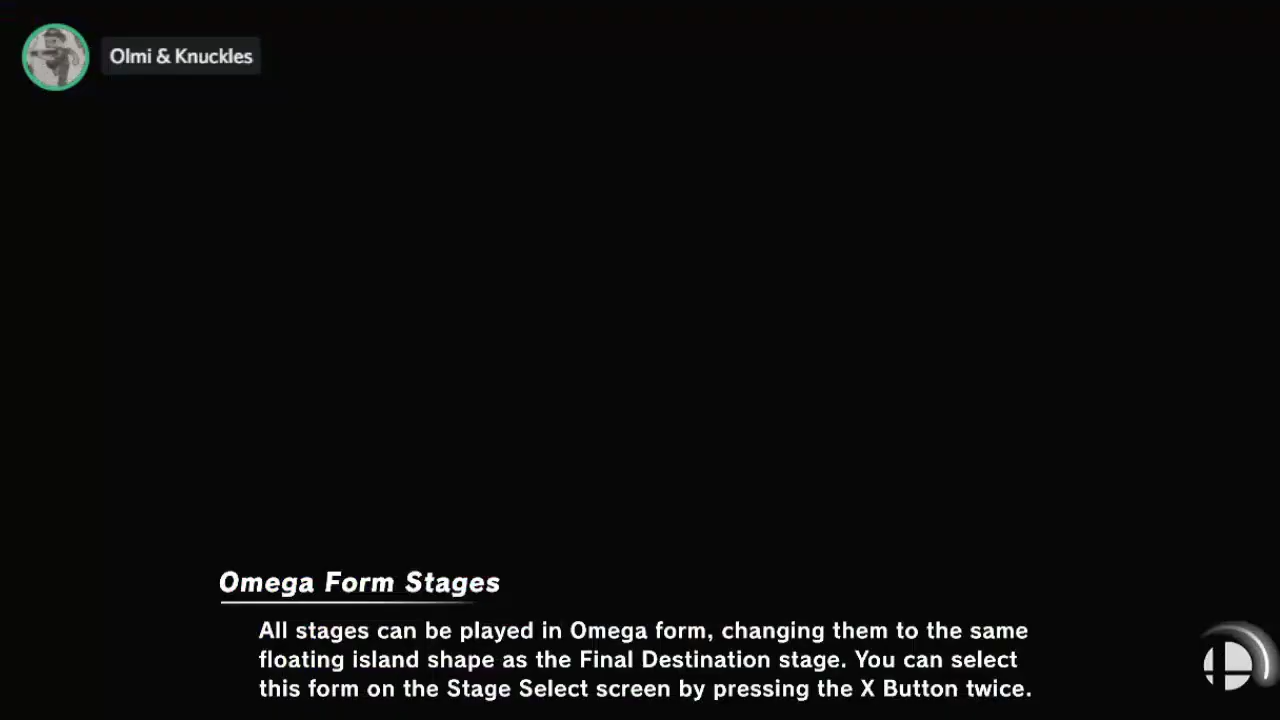 Olmi & Knuckles
Omega Form Stages
All stages can be played in Omega form, changing them to the same
floating island shape as the Final Destination stage. You can select
this form on the Stage Select screen by pressing the X Button twice.